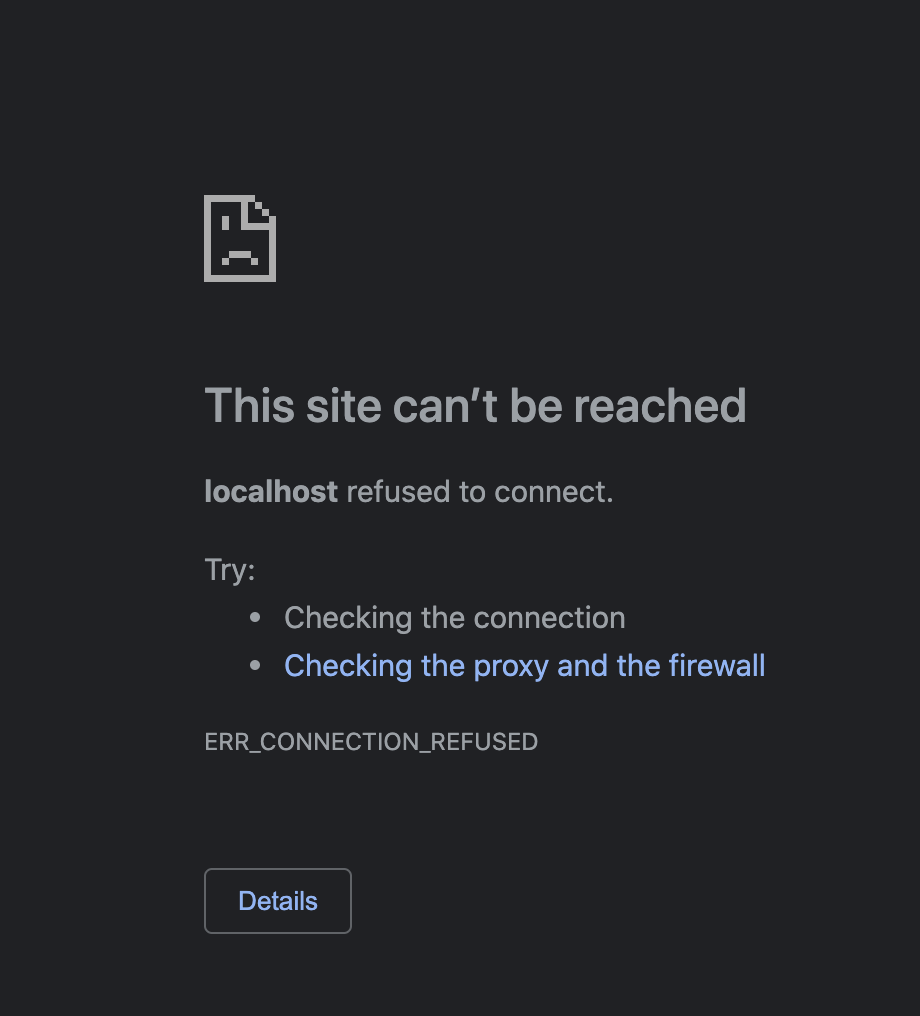 This site can’t be reached
localhost refused to connect.
Try:
• Checking the connection
• Checking the proxy and the firewall
ERR_CONNECTION_REFUSED
Details